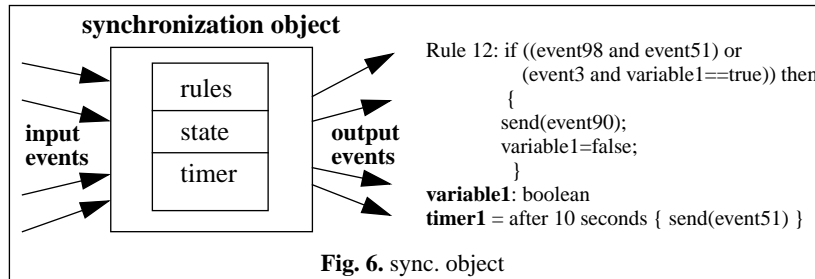 synchronization object
rules
state
timer
input
events
output
events
Rule 12: if ((event98 and event51) or
(event3 and variable1==true)) then
{
send(event90);
variable1=false;
}
variable1: boolean
timer1 = after 10 seconds { send(event51) }
Fig. 6. sync. object